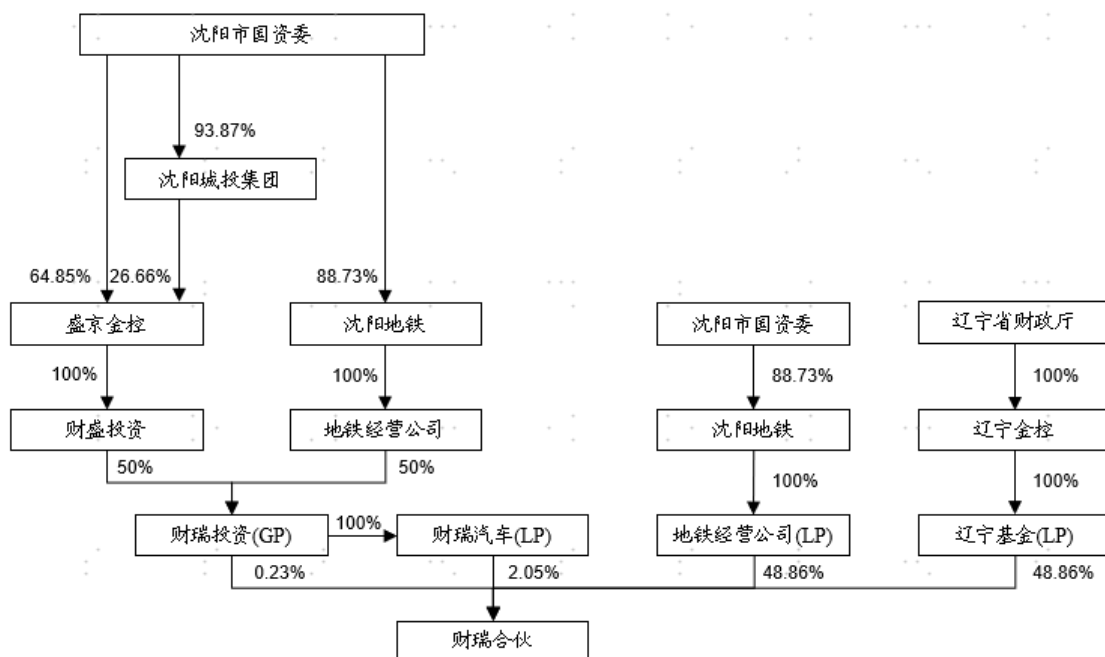 沈阳市国资委
93.87%
沈阳城投集团
64.85% 26.66% 88.73%
盛京金控 沈阳地铁 沈阳市国资委 辽宁省财政厅
100% 100% 88.73% 100%
财盛投资 地铁经营公司 沈阳地铁 辽宁金控
50% 50% 100% 100%
财瑞投资(GP) 100% 财瑞汽车(LP) 地铁经营公司(LP) 辽宁基金(LP)
0.23% 2.05% 48.86% 48.86%
财瑞合伙